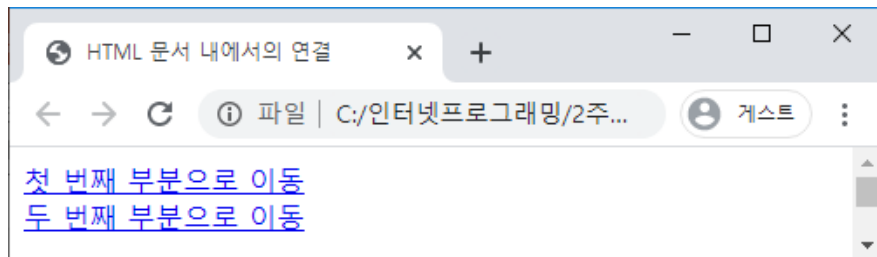 HTML 문서 내에서의 연결
파일 | C:/인터넷프로그래밍/2주... 게스트
첫 번째 부분으로 이동
두 번째 부분으로 이동